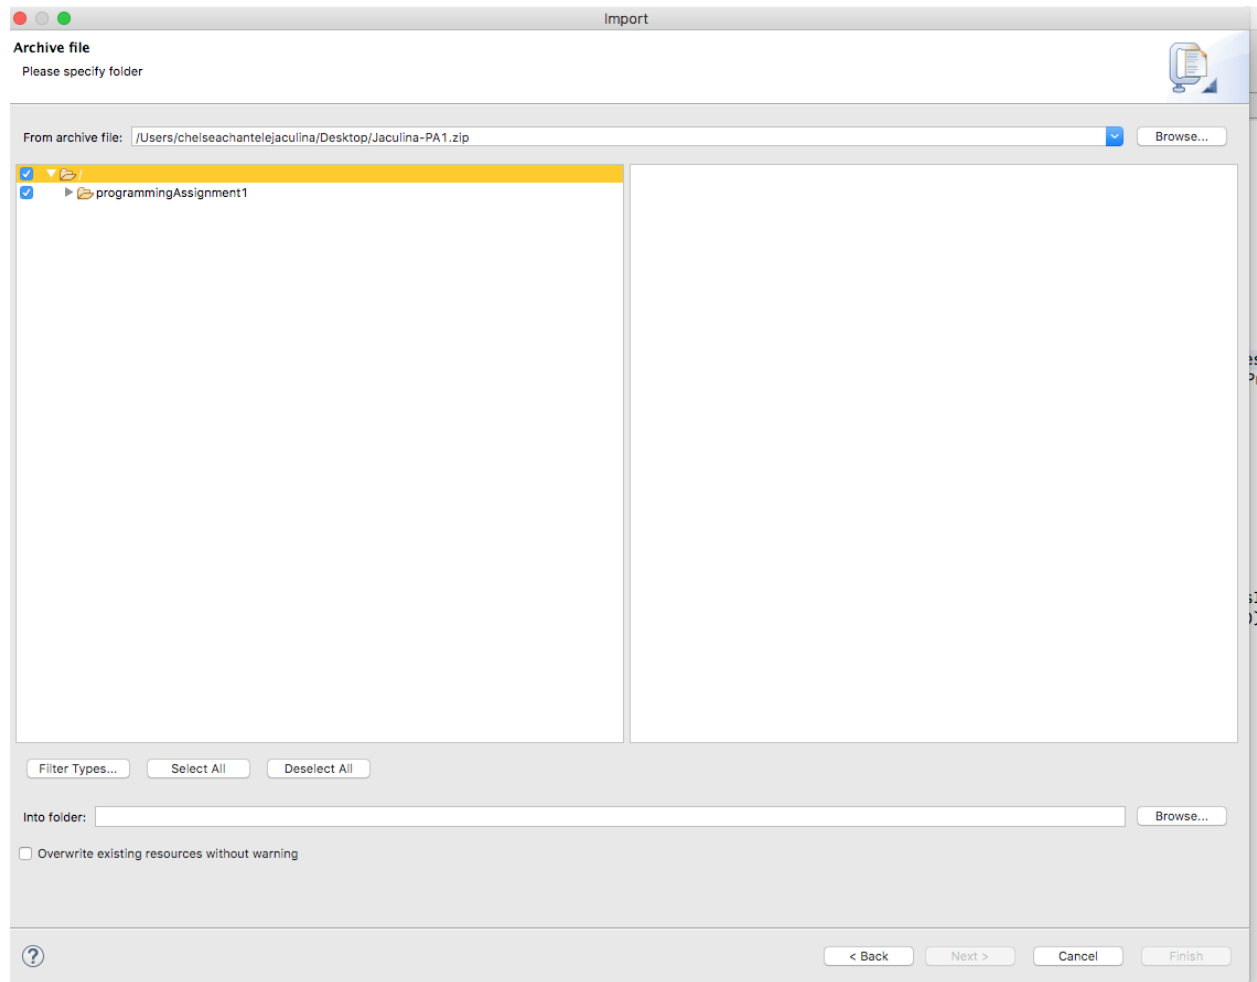 Import
Archive file
Please specify folder
From archive file: /Users/chelseachantelejaculina/Desktop/Jaculina-PA1.zip Browse...
/
programmingAssignment1
Filter Types... Select All Deselect All
Into folder: Browse...
Overwrite existing resources without warning
? < Back Next > Cancel Finish